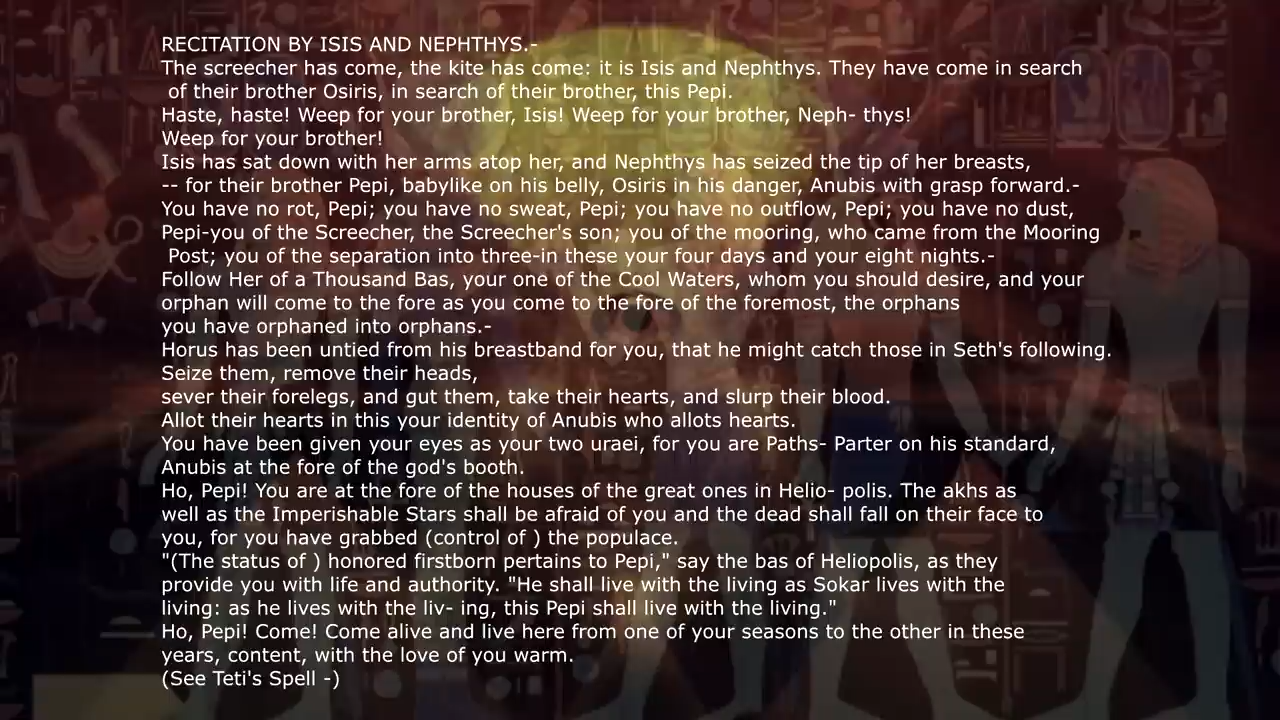 RECITATION BY ISIS AND NEPHTHYS.-
The screecher has come, the kite has come: it is Isis and Nephthys. They have come in search
of their brother Osiris, in search of their brother, this Pepi.
Haste, haste! Weep for your brother, Isis! Weep for your brother, Neph- thys!
Weep for your brother!
Isis has sat down with her arms atop her, and Nephthys has seized the tip of her breasts,
-- for their brother Pepi, babylike on his belly, Osiris in his danger, Anubis with grasp forward.-
You have no rot, Pepi; you have no sweat, Pepi; you have no outflow, Pepi; you have no dust,
Pepi-you of the Screecher, the Screecher's son; you of the mooring, who came from the Mooring
Post; you of the separation into three-in these your four days and your eight nights.-
Follow Her of a Thousand Bas, your one of the Cool Waters, whom you should desire, and your
orphan will come to the fore as you come to the fore of the foremost, the orphans
you have orphaned into orphans.-
Horus has been untied from his breastband for you, that he might catch those in Seth's following.
Seize them, remove their heads,
sever their forelegs, and gut them, take their hearts, and slurp their blood.
Allot their hearts in this your identity of Anubis who allots hearts.
You have been given your eyes as your two uraei, for you are Paths- Parter on his standard,
Anubis at the fore of the god's booth.
Ho, Pepi! You are at the fore of the houses of the great ones in Helio- polis. The akhs as
well as the Imperishable Stars shall be afraid of you and the dead shall fall on their face to
you, for you have grabbed (control of ) the populace.
"(The status of ) honored firstborn pertains to Pepi," say the bas of Heliopolis, as they
provide you with life and authority. "He shall live with the living as Sokar lives with the
living: as he lives with the liv- ing, this Pepi shall live with the living."
Ho, Pepi! Come! Come alive and live here from one of your seasons to the other in these
years, content, with the love of you warm.
(See Teti's Spell -)